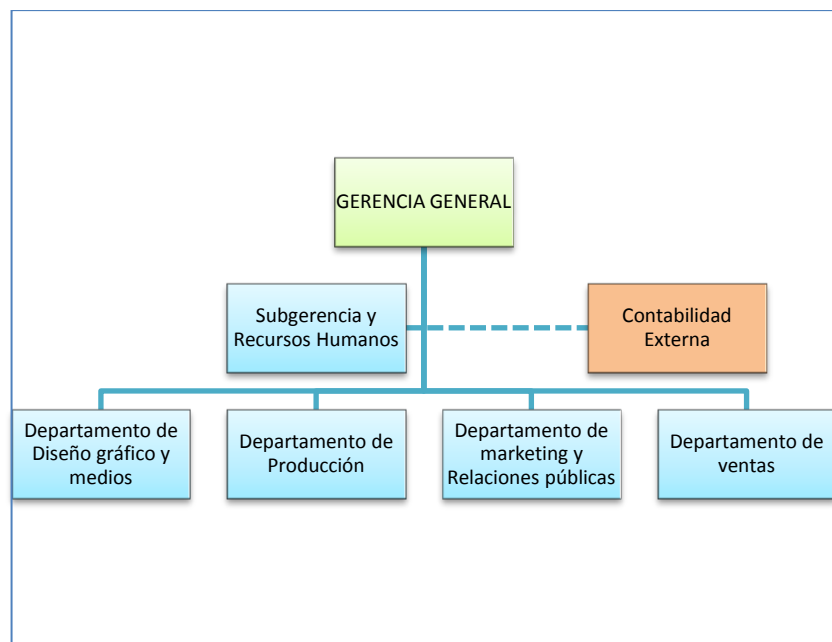 GERENCIA GENERAL
Subgerencia y
Recursos Humanos
Contabilidad
Externa
Departamento de
Diseño gráfico y
medios
Departamento de
Producción
Departamento de
marketing y
Relaciones públicas
Departamento de
ventas